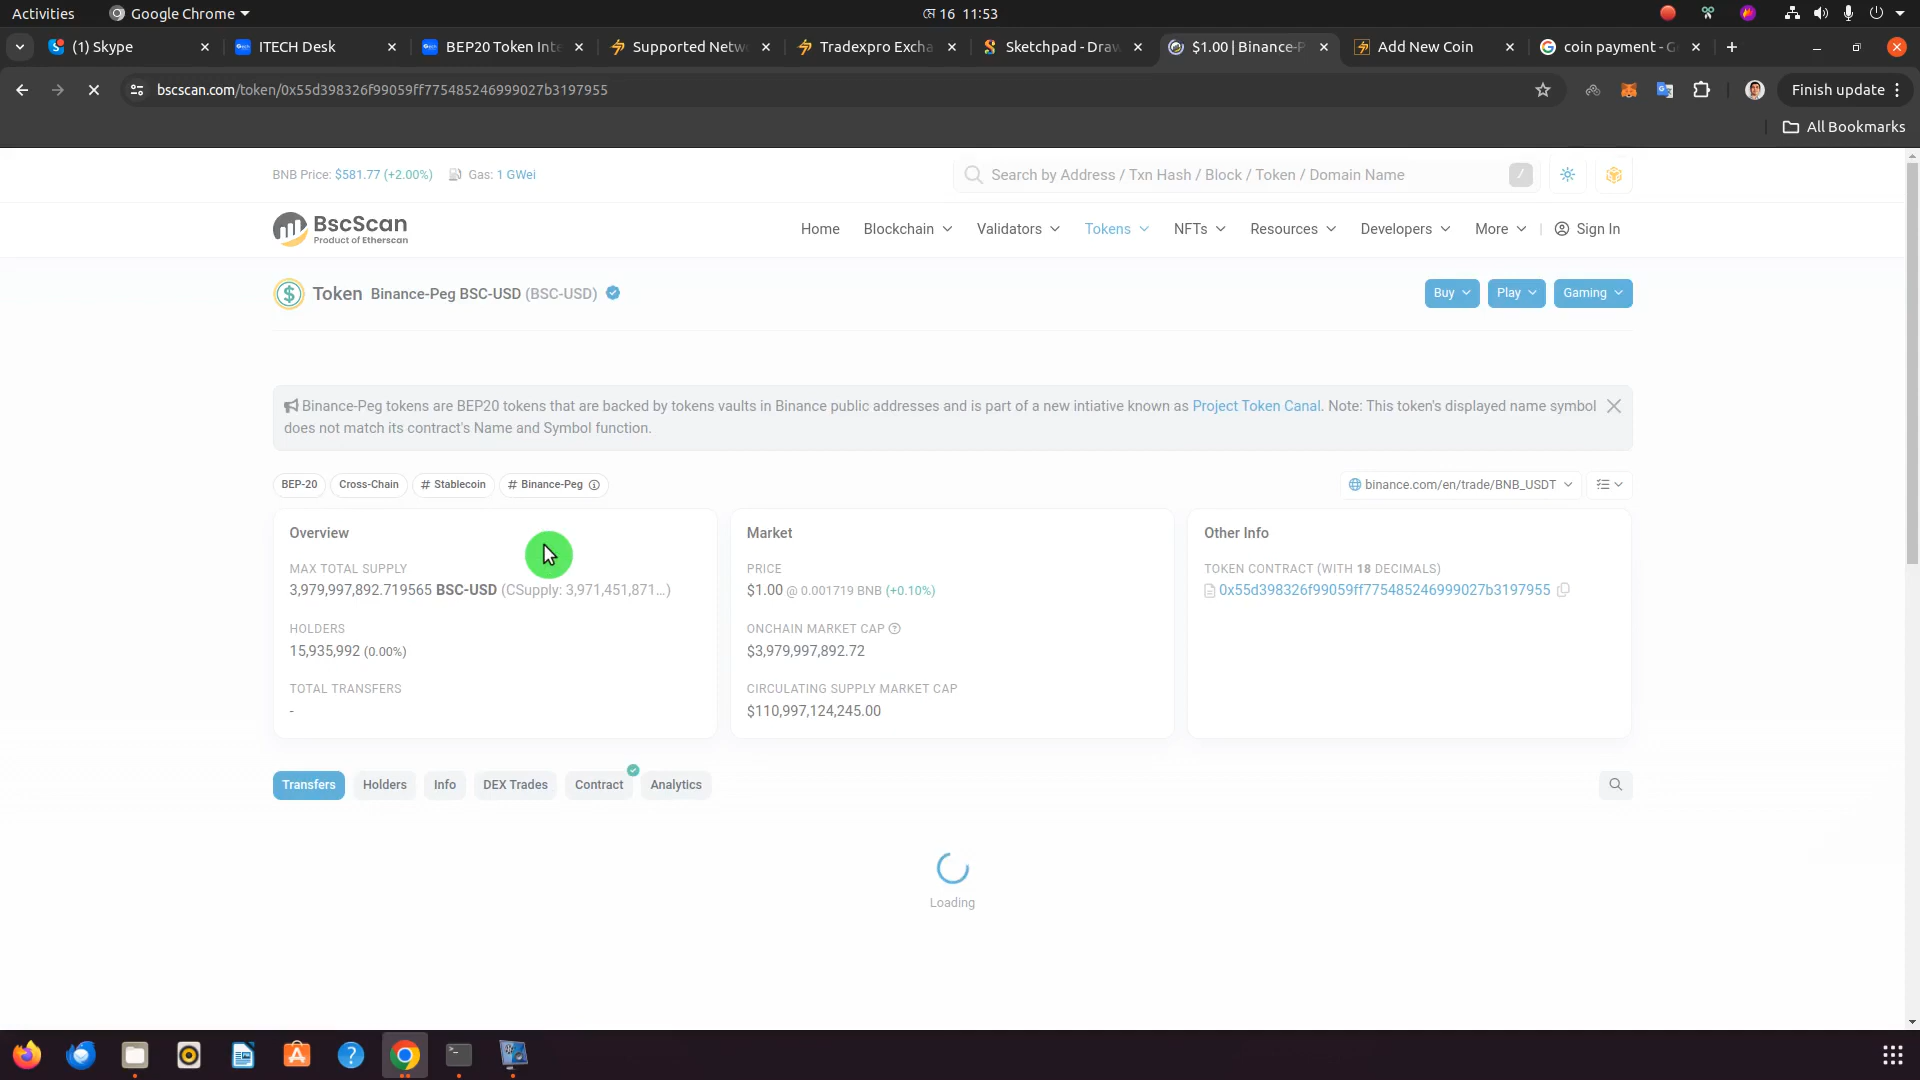 Activities Google Chrome মে 16 11:53
(1) Skype ITECH Desk BEP20 Token Inte Supported Netw Tradexpro Excha Sketchpad - Draw $1.00 | Binance-P Add New Coin coin payment - G
bscscan.com/token/0x55d398326f99059ff775485246999027b3197955 Finish update
All Bookmarks
BNB Price: $581.77 (+2.00%) Gas: 1 GWei Search by Address / Txn Hash / Block / Token / Domain Name /
BscScan
Product of Etherscan
Home Blockchain Validators Tokens NFTs Resources Developers More | Sign In
Token Binance-Peg BSC-USD (BSC-USD) Buy Play Gaming
Binance-Peg tokens are BEP20 tokens that are backed by tokens vaults in Binance public addresses and is part of a new intiative known as Project Token Canal. Note: This token's displayed name symbol
does not match its contract's Name and Symbol function.
BEP-20 Cross-Chain # Stablecoin # Binance-Peg binance.com/en/trade/BNB_USDT
Overview
MAX TOTAL SUPPLY
3,979,997,892.719565 BSC-USD (CSupply: 3,971,451,871...)
HOLDERS
15,935,992 (0.00%)
TOTAL TRANSFERS
-
Market
PRICE
$1.00 @ 0.001719 BNB (+0.10%)
ONCHAIN MARKET CAP
$3,979,997,892.72
CIRCULATING SUPPLY MARKET CAP
$110,997,124,245.00
Other Info
TOKEN CONTRACT (WITH 18 DECIMALS)
0x55d398326f99059ff775485246999027b3197955
Transfers Holders Info DEX Trades Contract Analytics
Loading